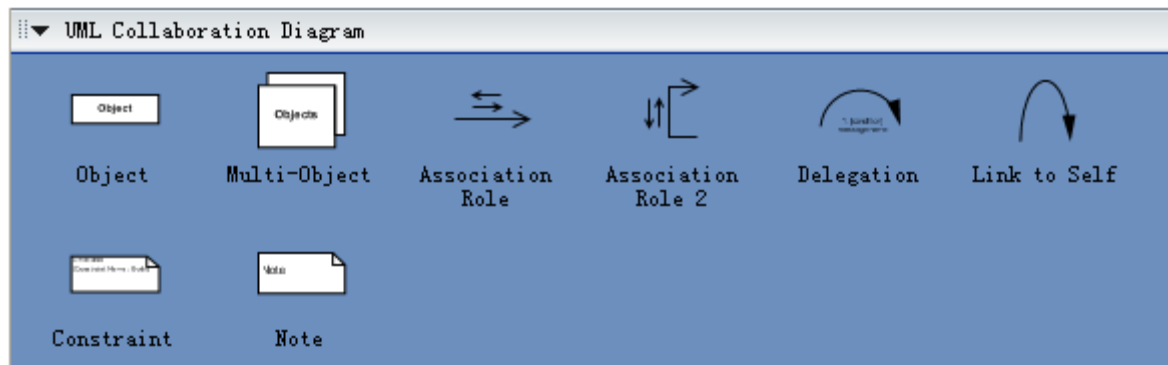 UML Collaboration Diagram
Object
Objects
Object
Multi-Object
Association
Role
Association
Role 2
Delegation
Link to Self
Note
Constraint
Note